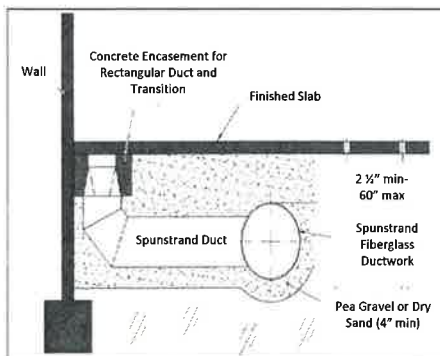 Wall
Concrete Encasement for
Rectangular Duct and
Transition
Finished Slab
2 ½" min-
60" max
Spunstrand Duct
Spunstrand
Fiberglass
Ductwork
Pea Gravel or Dry
Sand (4" min)